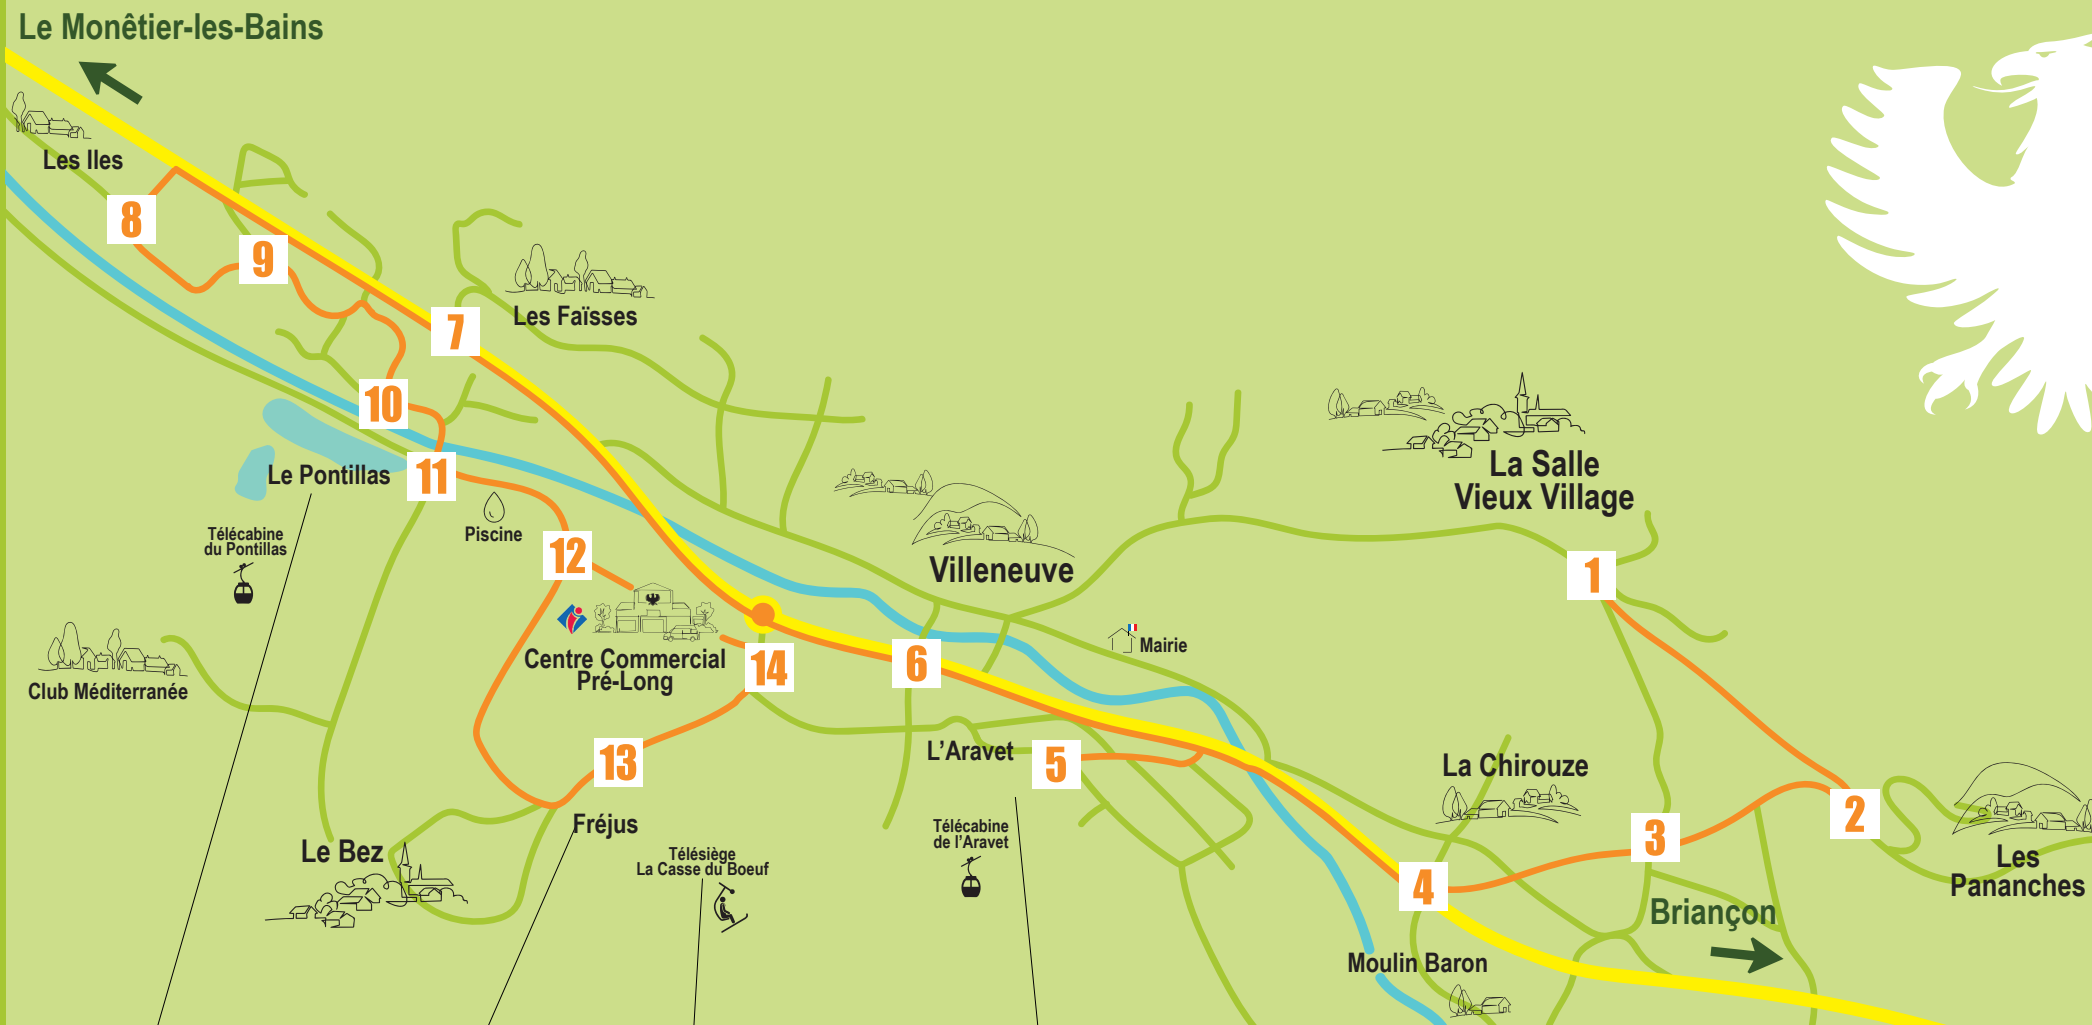 Le Monêtier-les-Bains
Les Iles
8
9
7
Les Faïsses
10
11
Le Pontillas
Télécabine
du Pontillas
Piscine
12
Centre Commercial
Pré-Long
14
6
Villeneuve
Mairie
La Salle
Vieux Village
1
Club Méditerranée
13
Fréjus
Le Bez
Télésiège
La Casse du Boeuf
L'Aravet
5
Télécabine
de l'Aravet
La Chirouze
2
3
4
Les
Pananches
Briançon
Moulin Baron